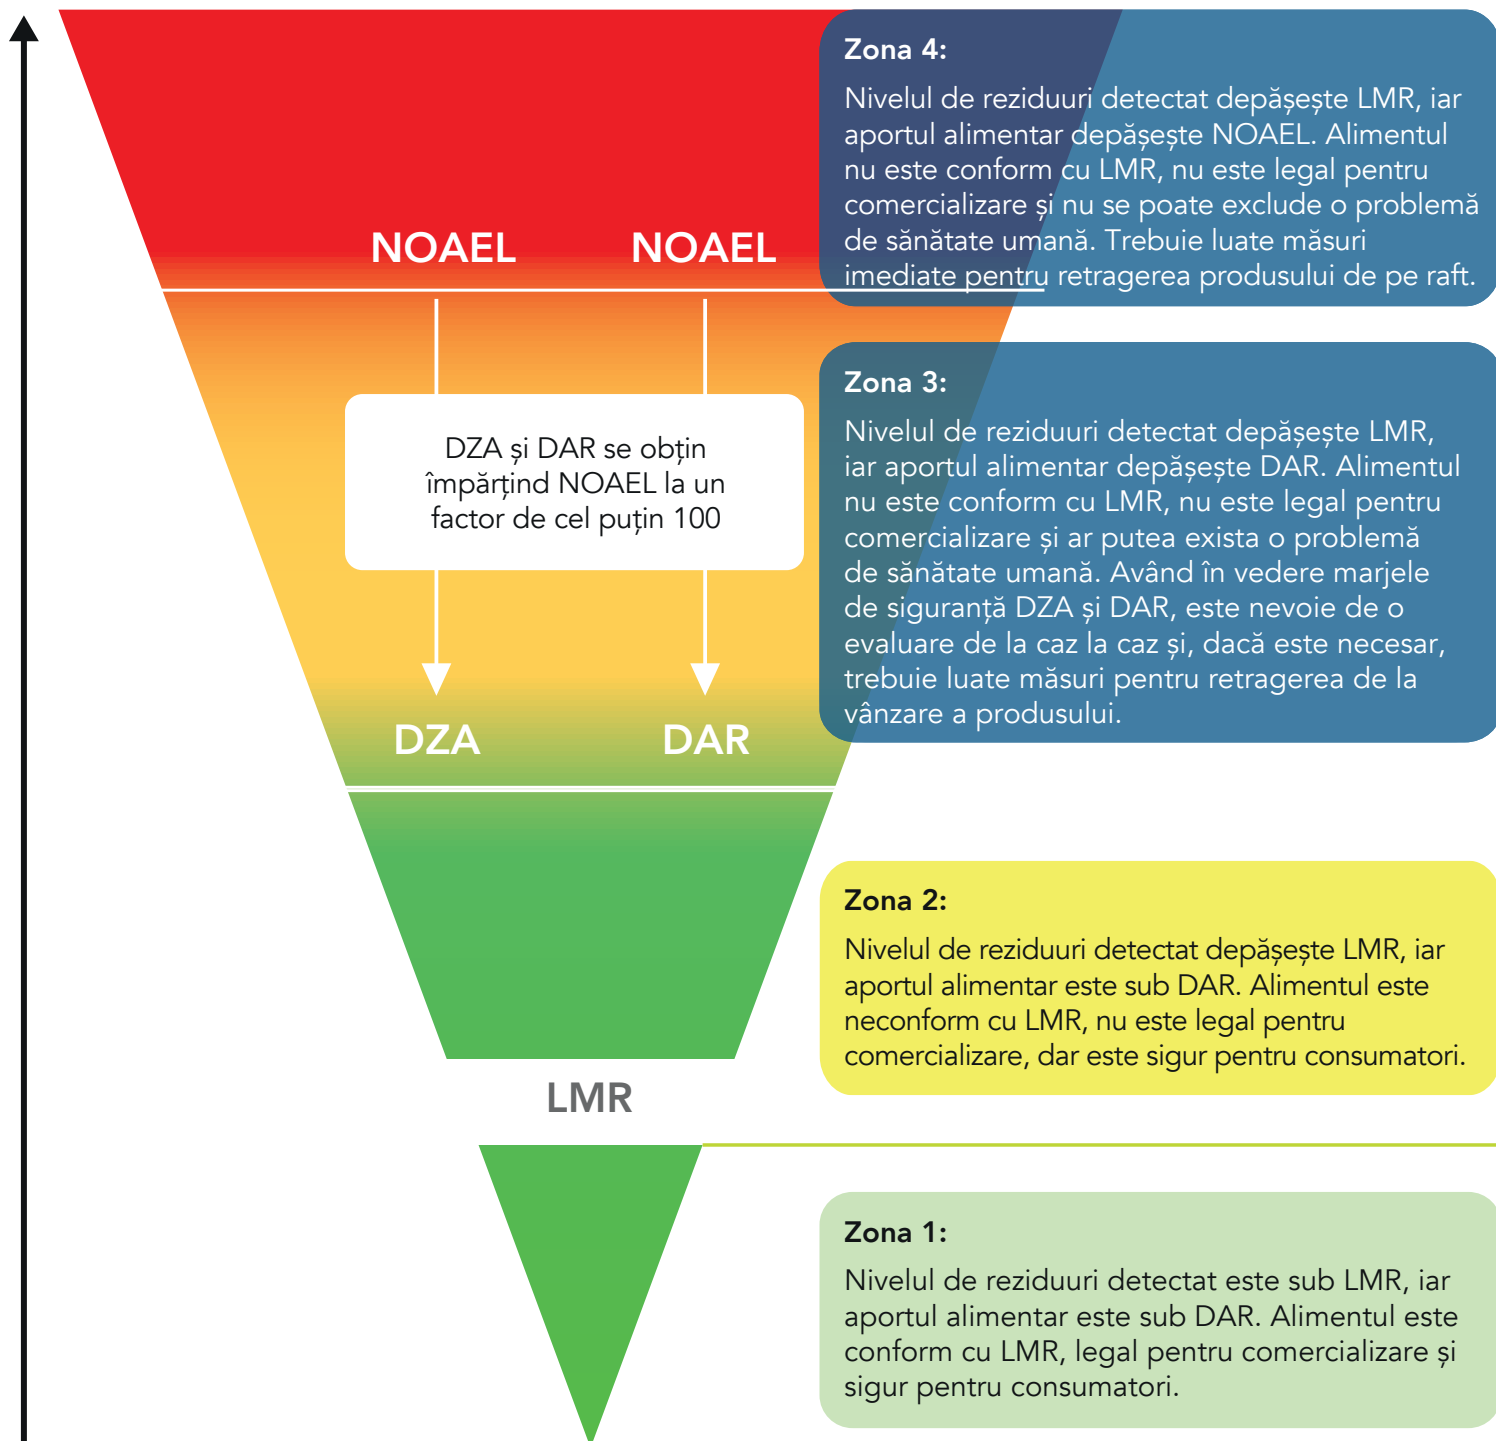 Zona 4:
Nivelul de reziduuri detectat depășește LMR, iar
aportul alimentar depășește NOAEL. Alimentul
nu este conform cu LMR, nu este legal pentru
comercializare și nu se poate exclude o problemă
de sănătate umană. Trebuie luate măsuri
imediate pentru retragerea produsului de pe raft.
NOAEL NOAEL
DZA și DAR se obțin
împărțind NOAEL la un
factor de cel puțin 100
DZA DAR
Zona 3:
Nivelul de reziduuri detectat depășește LMR,
iar aportul alimentar depășește DAR. Alimentul
nu este conform cu LMR, nu este legal pentru
comercializare și ar putea exista o problemă
de sănătate umană. Având în vedere marjele
de siguranță DZA și DAR, este nevoie de o
evaluare de la caz la caz și, dacă este necesar,
trebuie luate măsuri pentru retragerea de la
vânzare a produsului.
Zona 2:
Nivelul de reziduuri detectat depășește LMR, iar
aportul alimentar este sub DAR. Alimentul este
neconform cu LMR, nu este legal pentru
comercializare, dar este sigur pentru consumatori.
LMR
Zona 1:
Nivelul de reziduuri detectat este sub LMR, iar
aportul alimentar este sub DAR. Alimentul este
conform cu LMR, legal pentru comercializare și
sigur pentru consumatori.